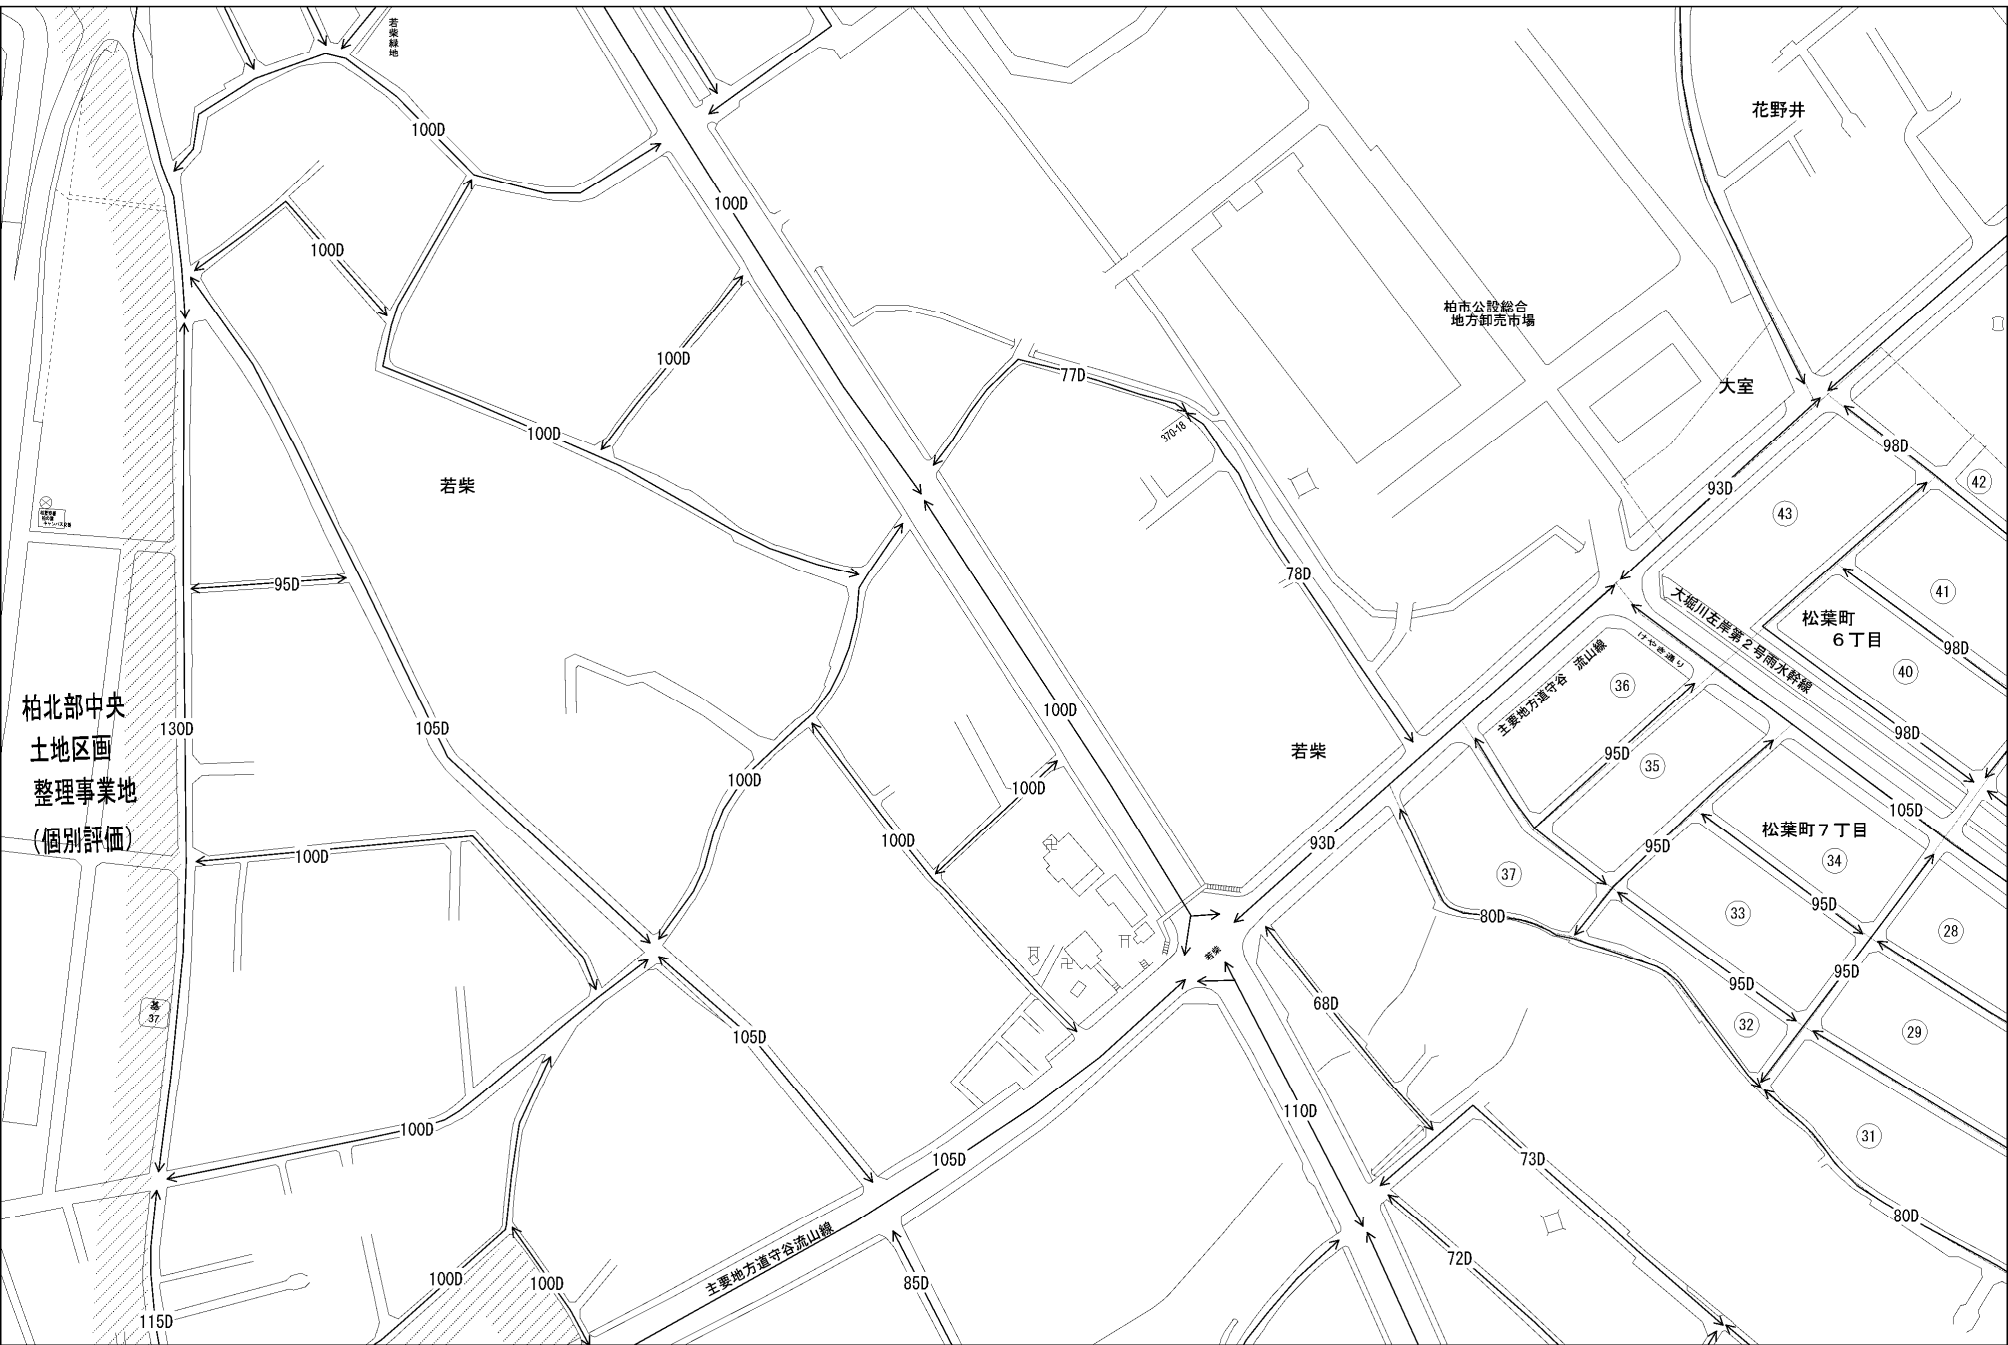 若柴緑地
100D
花野井
100D
100D
柏市公設総合
地方卸売市場
100D
77D
大室
100D
370-18
98D
若柴
93D
42
43
78D
95D
41
大堀川左岸第2号雨水幹線
松葉町
6丁目
けやき通り
98D
流山線
主要地方道守谷
36
40
柏北部中央
土地区画
整理事業地
(個別評価)
130D
105D
100D
98D
若柴
95D
35
100D
100D
105D
松葉町7丁目
100D
93D
95D
34
100D
37
95D
33
80D
28
若柴
95D
95D
68D
基
37
32
29
105D
110D
100D
31
105D
73D
80D
主要地方道守谷流山線
72D
100D
100D
85D
115D